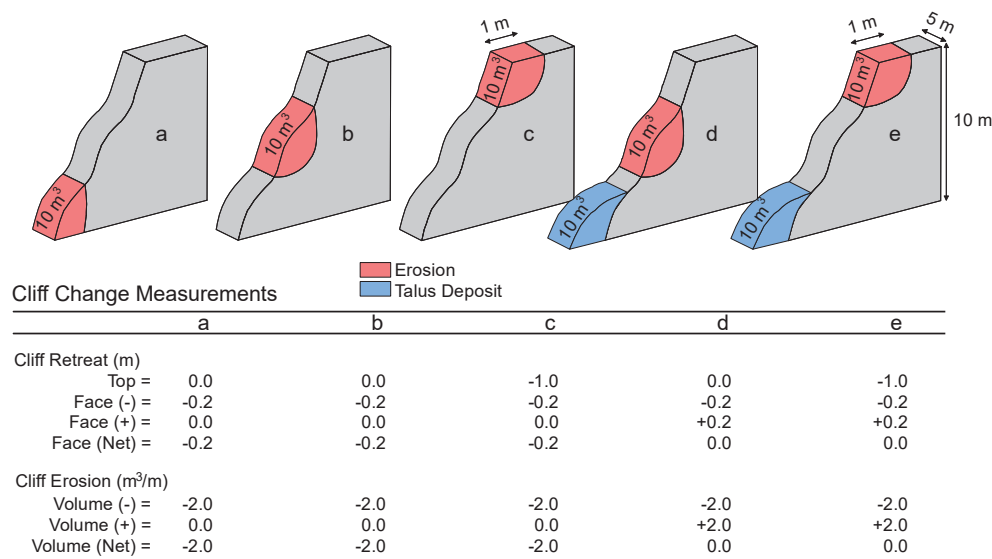 1 m
1 m
5 m
10 m³
10 m³
10 m³
10 m³
10 m³
10 m³
10 m³
a
b
c
d
e
10 m
Erosion
Talus Deposit
Cliff Change Measurements
a b c d e
Cliff Retreat (m)
Top = 0.0 0.0 -1.0 0.0 -1.0
Face (-) = -0.2 -0.2 -0.2 -0.2 -0.2
Face (+) = 0.0 0.0 0.0 +0.2 +0.2
Face (Net) = -0.2 -0.2 -0.2 0.0 0.0
Cliff Erosion (m³/m)
Volume (-) = -2.0 -2.0 -2.0 -2.0 -2.0
Volume (+) = 0.0 0.0 0.0 +2.0 +2.0
Volume (Net) = -2.0 -2.0 -2.0 0.0 0.0